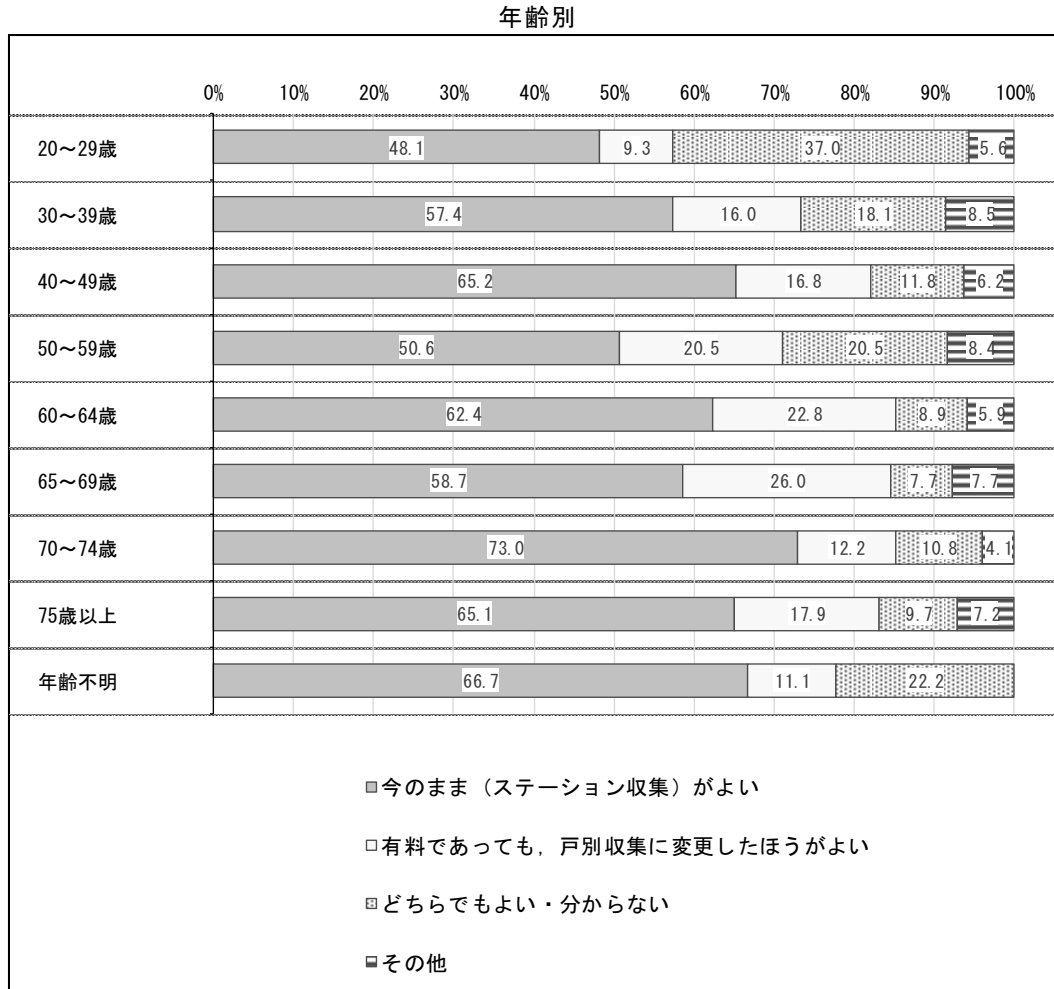 年齢別
0% 10% 20% 30% 40% 50% 60% 70% 80% 90% 100%
20～29歳 48.1 9.3 37.0 5.6
30～39歳 57.4 16.0 18.1 8.5
40～49歳 65.2 16.8 11.8 6.2
50～59歳 50.6 20.5 20.5 8.4
60～64歳 62.4 22.8 8.9 5.9
65～69歳 58.7 26.0 7.7 7.7
70～74歳 73.0 12.2 10.8 4.1
75歳以上 65.1 17.9 9.7 7.2
年齢不明 66.7 11.1 22.2
今のまま（ステーション収集）がよい
有料であっても，戸別収集に変更したほうがよい
どちらでもよい・分からない
その他